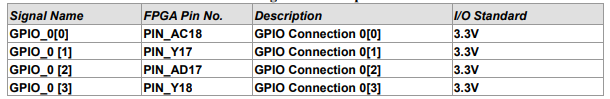 Signal Name FPGA Pin No. Description I/O Standard
GPIO_0[0] PIN_AC18 GPIO Connection 0[0] 3.3V
GPIO_0 [1] PIN_Y17 GPIO Connection 0[1] 3.3V
GPIO_0 [2] PIN_AD17 GPIO Connection 0[2] 3.3V
GPIO_0 [3] PIN_Y18 GPIO Connection 0[3] 3.3V